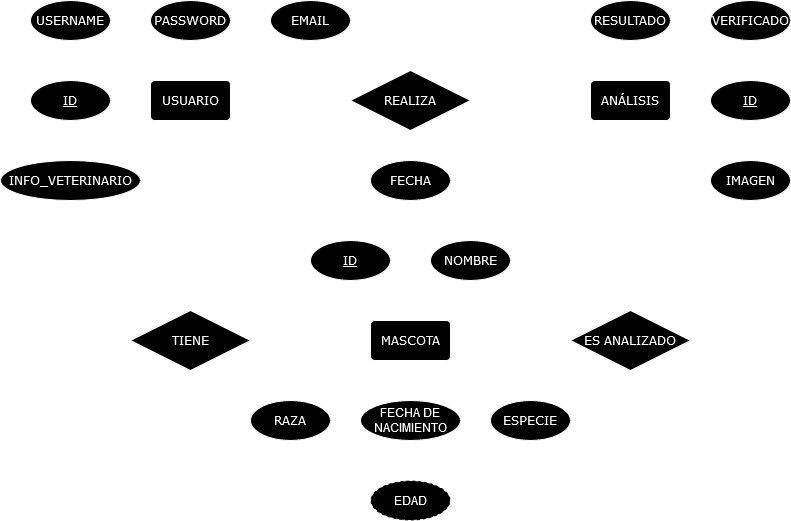 USERNAME
PASSWORD
EMAIL
RESULTADO
VERIFICADO
ID
USUARIO
REALIZA
ANÁLISIS
ID
INFO_VETERINARIO
FECHA
IMAGEN
ID
NOMBRE
TIENE
MASCOTA
ES ANALIZADO
RAZA
FECHA DE
NACIMIENTO
ESPECIE
EDAD